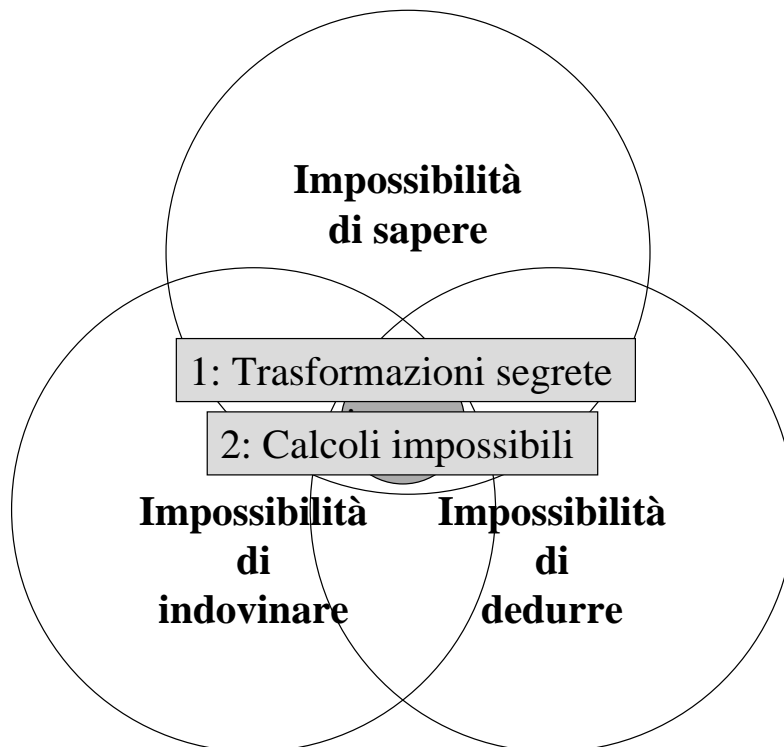 Impossibilità
di sapere
1: Trasformazioni segrete
2: Calcoli impossibili
Impossibilità
di
indovinare
Impossibilità
di
dedurre